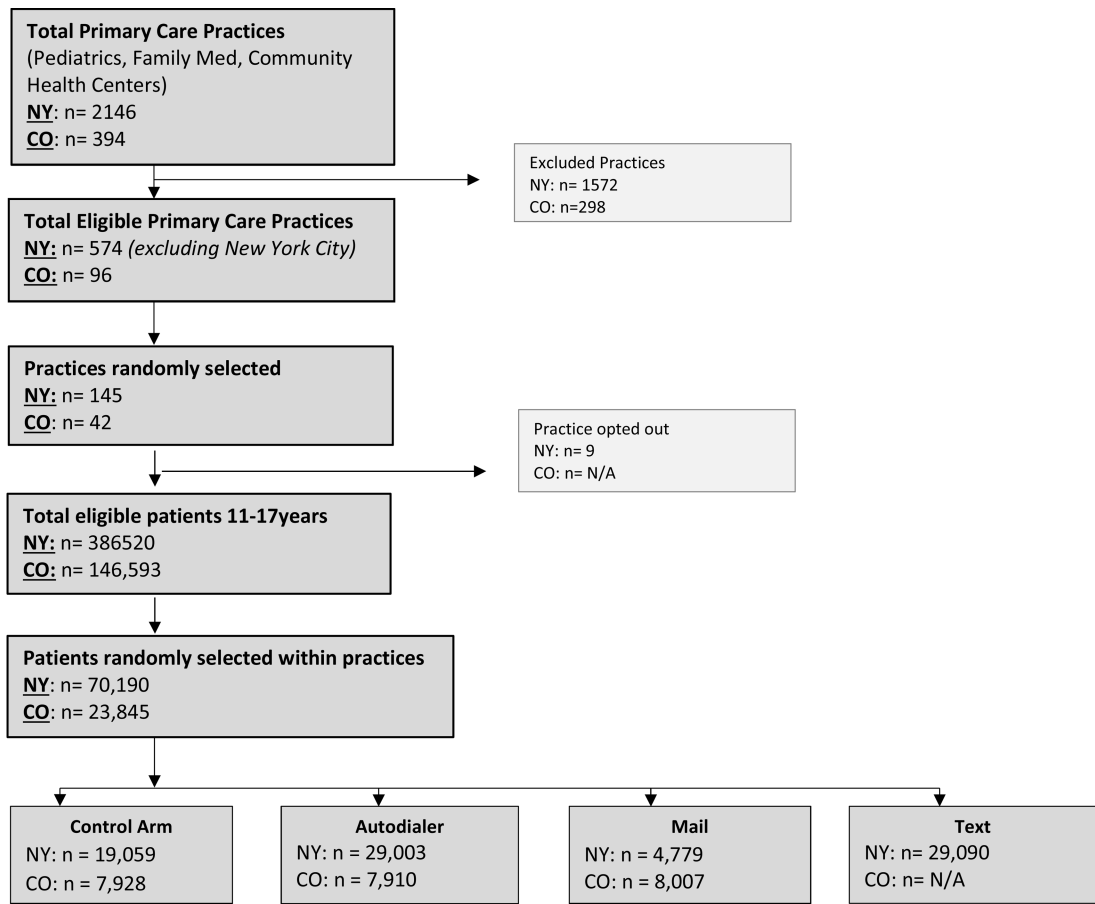 Total Primary Care Practices
(Pediatrics, Family Med, Community
Health Centers)
NY: n= 2146
CO: n= 394
Excluded Practices
NY: n= 1572
CO: n=298
Total Eligible Primary Care Practices
NY: n= 574 (excluding New York City)
CO: n= 96
Practices randomly selected
NY: n= 145
CO: n= 42
Practice opted out
NY: n= 9
CO: n= N/A
Total eligible patients 11-17years
NY: n= 386520
CO: n= 146,593
Patients randomly selected within practices
NY: n= 70,190
CO: n= 23,845
Control Arm
NY: n = 19,059
CO: n = 7,928
Autodialer
NY: n = 29,003
CO: n = 7,910
Mail
NY: n = 4,779
CO: n = 8,007
Text
NY: n= 29,090
CO: n= N/A